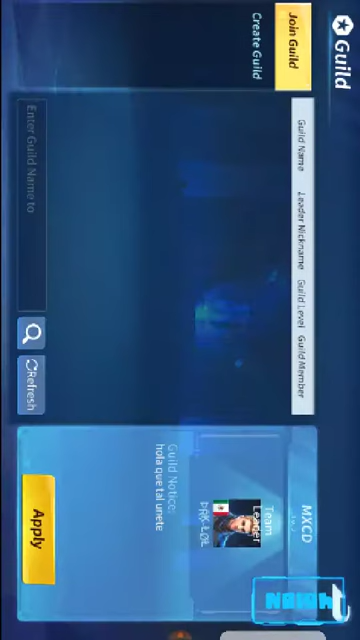 Guild
Join Guild
Create Guild
Guild Name Leader Nickname Guild Level Guild Member
Enter Guild Name to
Refresh
MXCD
Team
Leader
Guild Notice:
hola que tal unete
Apply